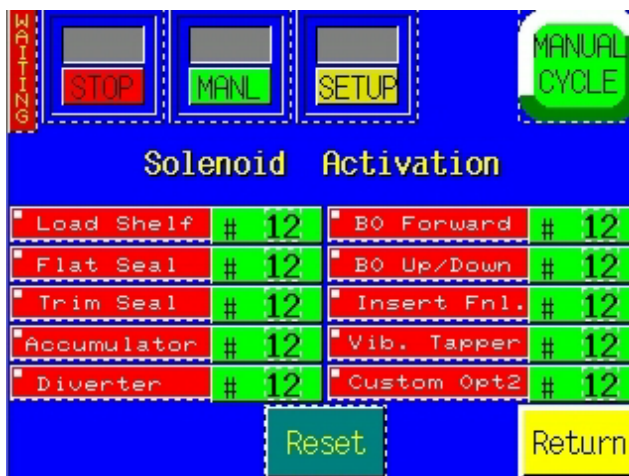 WAITING
STOP MANL SETUP MANUAL CYCLE
Solenoid Activation
Load Shelf # 12 BO Forward # 12
Flat Seal # 12 BO Up/Down # 12
Trim Seal # 12 Insert Fnl. # 12
Accumulator # 12 Vib. Tapper # 12
Diverter # 12 Custom Opt2 # 12
Reset Return